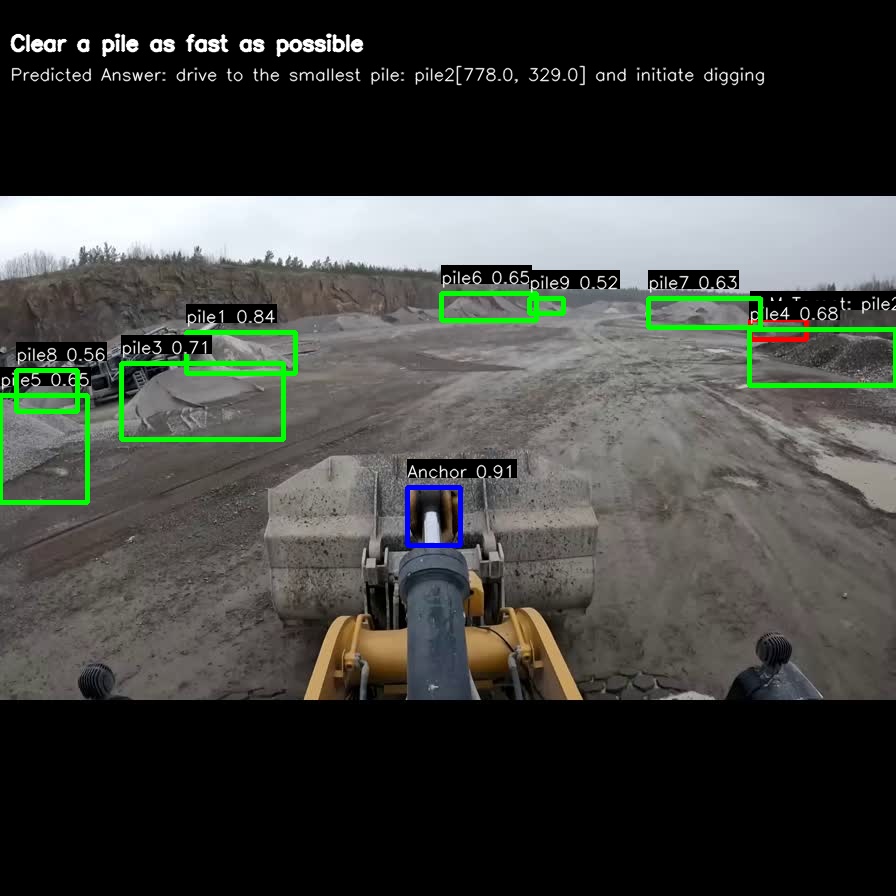 Clear a pile as fast as possible
Predicted Answer: drive to the smallest pile: pile2[778.0, 329.0] and initiate digging
pile6 0.65
pile9 0.52
pile7 0.63
Target: pile2
pile4 0.68
pile1 0.84
pile3 0.71
pile8 0.56
pile5 0.65
Anchor 0.91